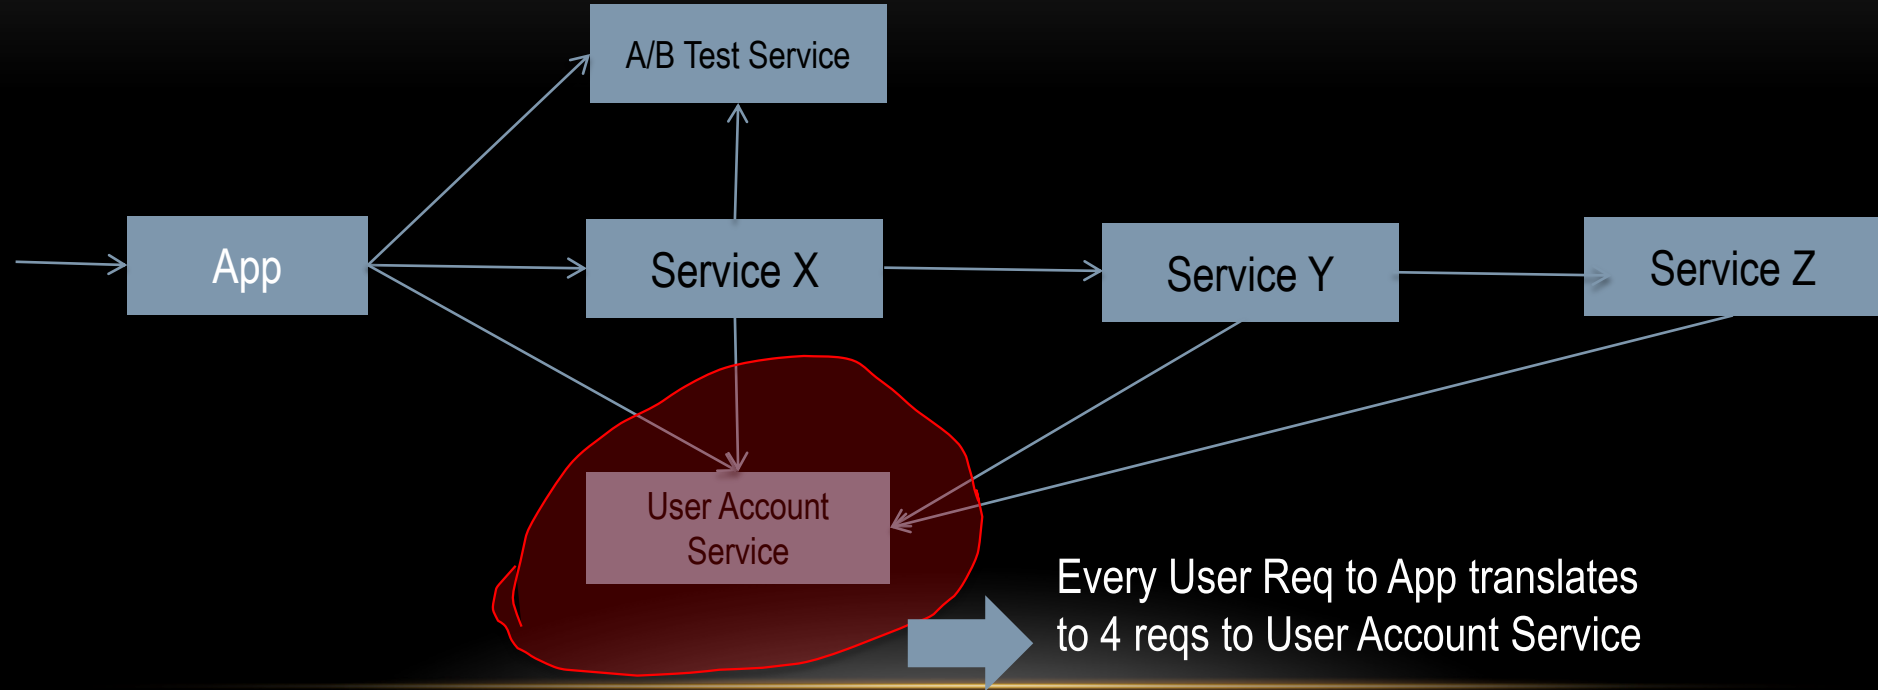 A/B Test Service
App
Service X
Service Y
Service Z
User Account
Service
Every User Req to App translates
to 4 reqs to User Account Service